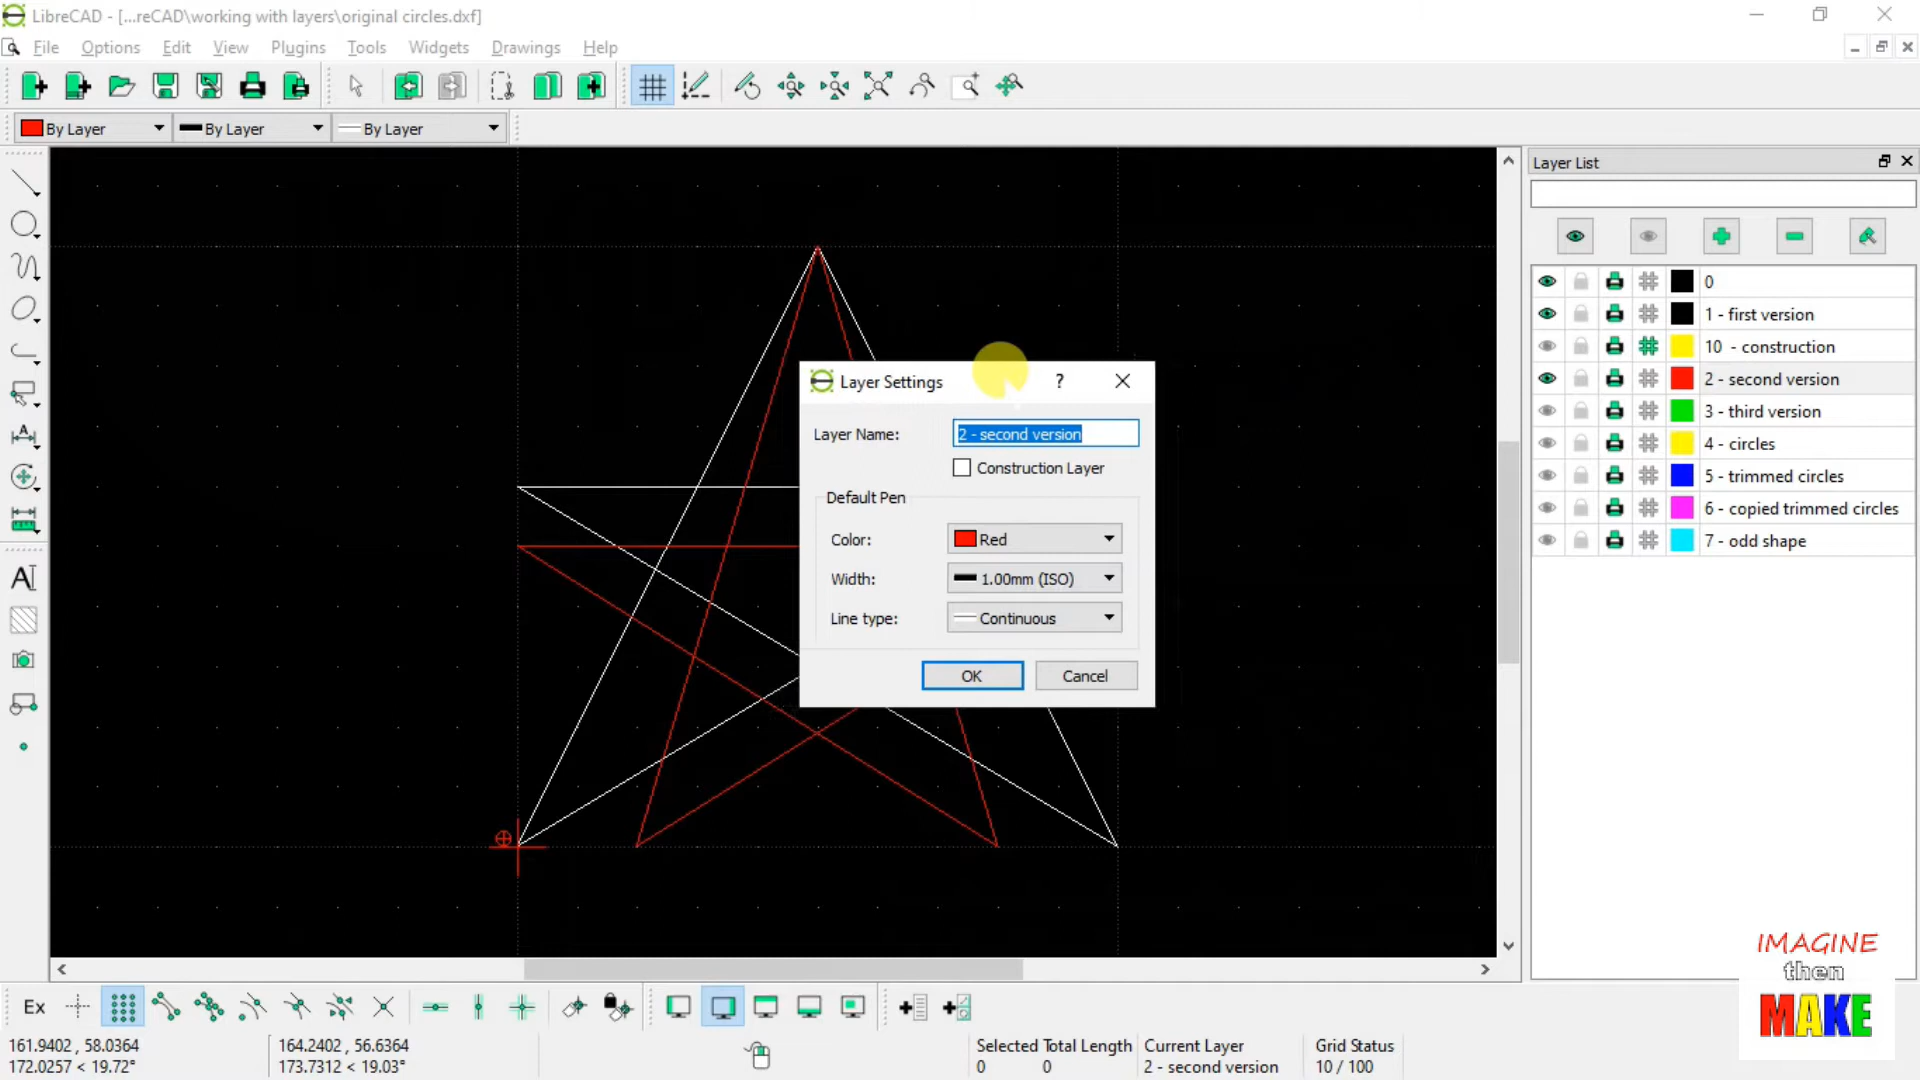 LibreCAD - [...reCAD\working with layers\original circles.dxf]
File Options Edit View Plugins Tools Widgets Drawings Help
By Layer By Layer By Layer
Layer List
0
1 - first version
10 - construction
2 - second version
3 - third version
4 - circles
5 - trimmed circles
6 - copied trimmed circles
7 - odd shape
Layer Settings ?
Layer Name: 2 - second version
Construction Layer
Default Pen
Color: Red
Width: 1.00mm (ISO)
Line type: Continuous
OK Cancel
A
IMAGINE
then
MAKE
Ex
161.9402 , 58.0364 164.2402 , 56.6364 Selected Total Length Current Layer Grid Status
172.0257 < 19.72° 173.7312 < 19.03° 0 0 2 - second version 10 / 100